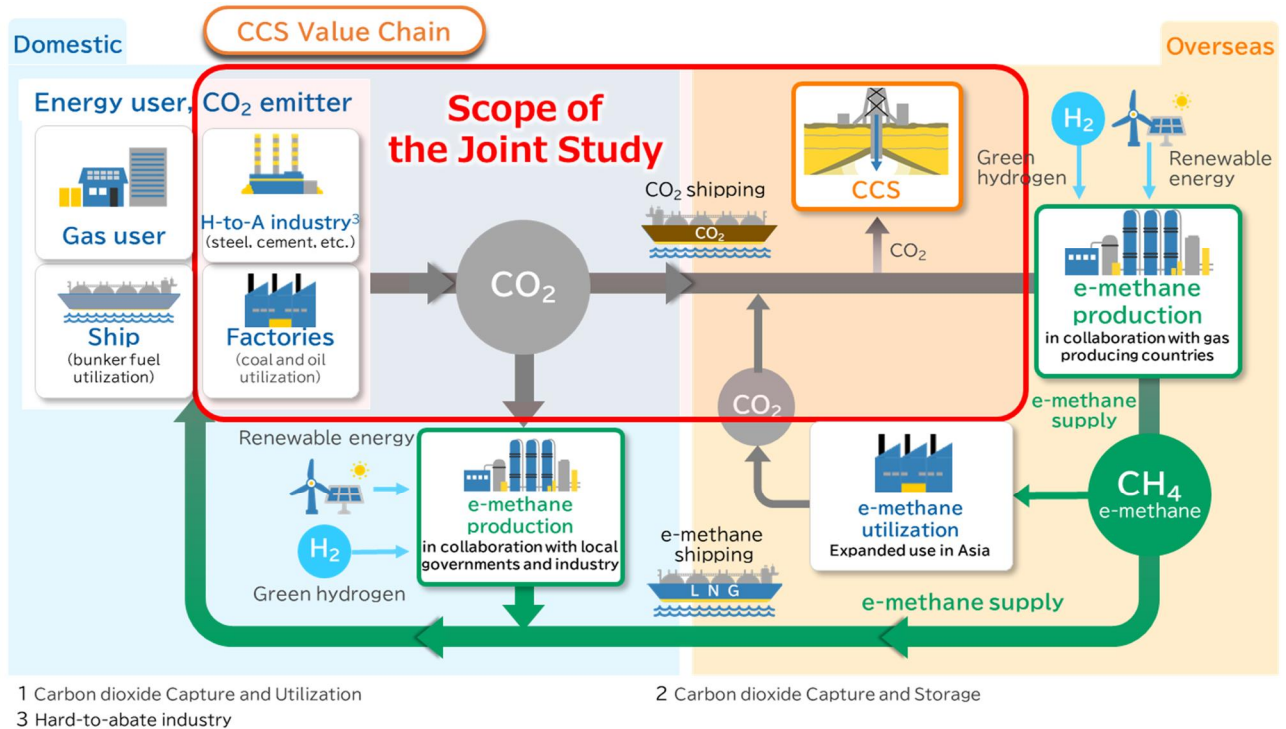 CCS Value Chain
Domestic
Overseas
Energy user, CO₂ emitter
Scope of
the Joint Study
Gas user
H-to-A industry³
(steel. cement. etc.)
Ship
(bunker fuel
utilization)
Factories
(coal and oil
utilization)
CO₂
CO₂ shipping
CO₂
CCS
CO₂
H₂
Green
hydrogen
Renewable
energy
e-methane
production
in collaboration with gas
producing countries
e-methane
supply
CO₂
CH₄
e-methane
e-methane
utilization
Expanded use in Asia
Renewable energy
H₂
Green hydrogen
e-methane
production
in collaboration with local
governments and industry
e-methane
shipping
LNG
e-methane supply
1 Carbon dioxide Capture and Utilization
2 Carbon dioxide Capture and Storage
3 Hard-to-abate industry